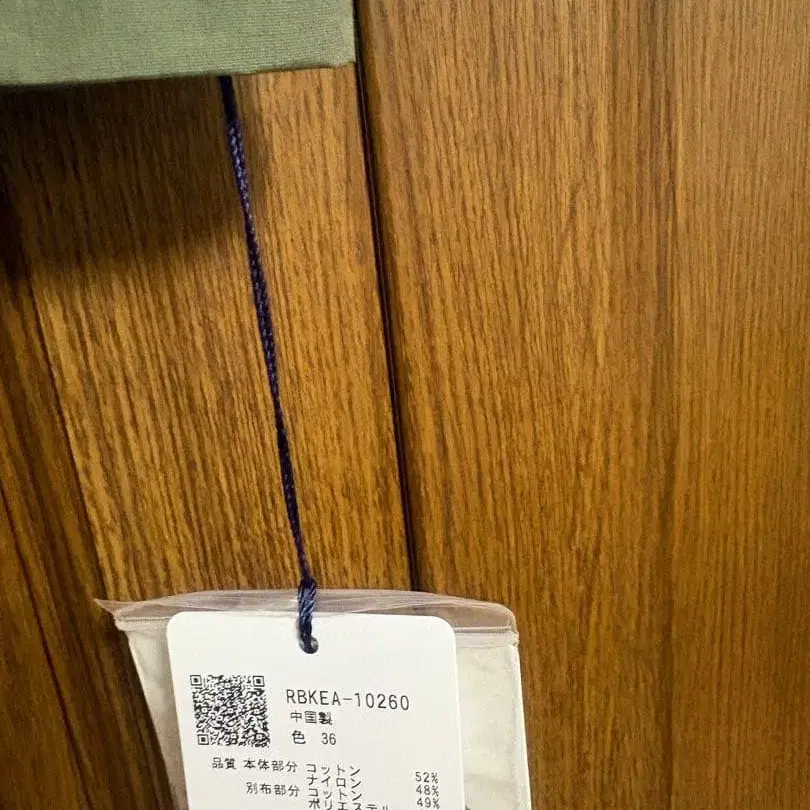 RBKEA-10260
中国製
色 36
品質 本体部分 コットン 52%
ナイロン 48%
別布部分 コットン 49%
ポリエステル